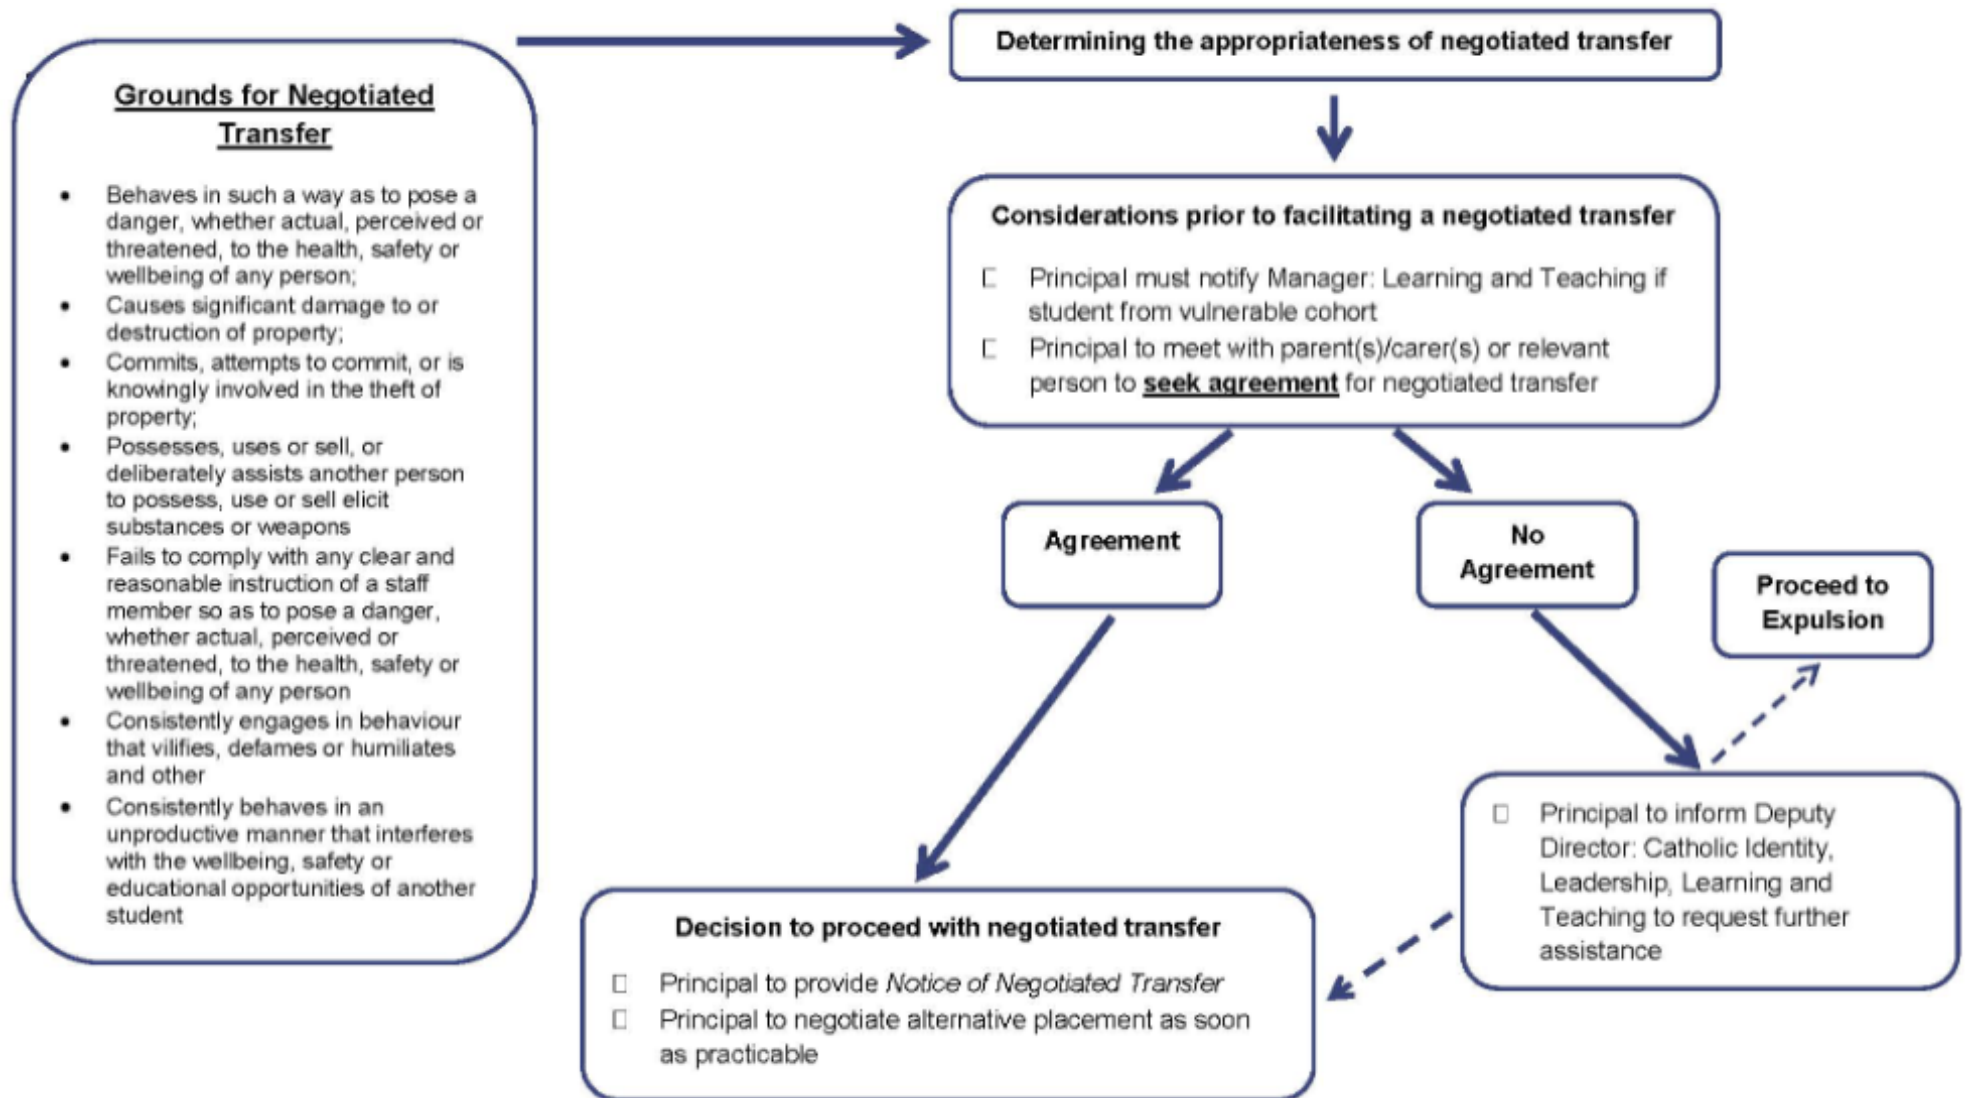 Grounds for Negotiated
Transfer
• Behaves in such a way as to pose a
danger, whether actual, perceived or
threatened, to the health, safety or
wellbeing of any person;
• Causes significant damage to or
destruction of property;
• Commits, attempts to commit, or is
knowingly involved in the theft of
property;
• Possesses, uses or sell, or
deliberately assists another person
to possess, use or sell elicit
substances or weapons
• Fails to comply with any clear and
reasonable instruction of a staff
member so as to pose a danger,
whether actual, perceived or
threatened, to the health, safety or
wellbeing of any person
• Consistently engages in behaviour
that vilifies, defames or humiliates
and other
• Consistently behaves in an
unproductive manner that interferes
with the wellbeing, safety or
educational opportunities of another
student
Determining the appropriateness of negotiated transfer
Considerations prior to facilitating a negotiated transfer
Principal must notify Manager: Learning and Teaching if
student from vulnerable cohort
Principal to meet with parent(s)/carer(s) or relevant
person to seek agreement for negotiated transfer
Agreement
No
Agreement
Proceed to
Expulsion
Principal to inform Deputy
Director: Catholic Identity,
Leadership, Learning and
Teaching to request further
assistance
Decision to proceed with negotiated transfer
Principal to provide Notice of Negotiated Transfer
Principal to negotiate alternative placement as soon
as practicable